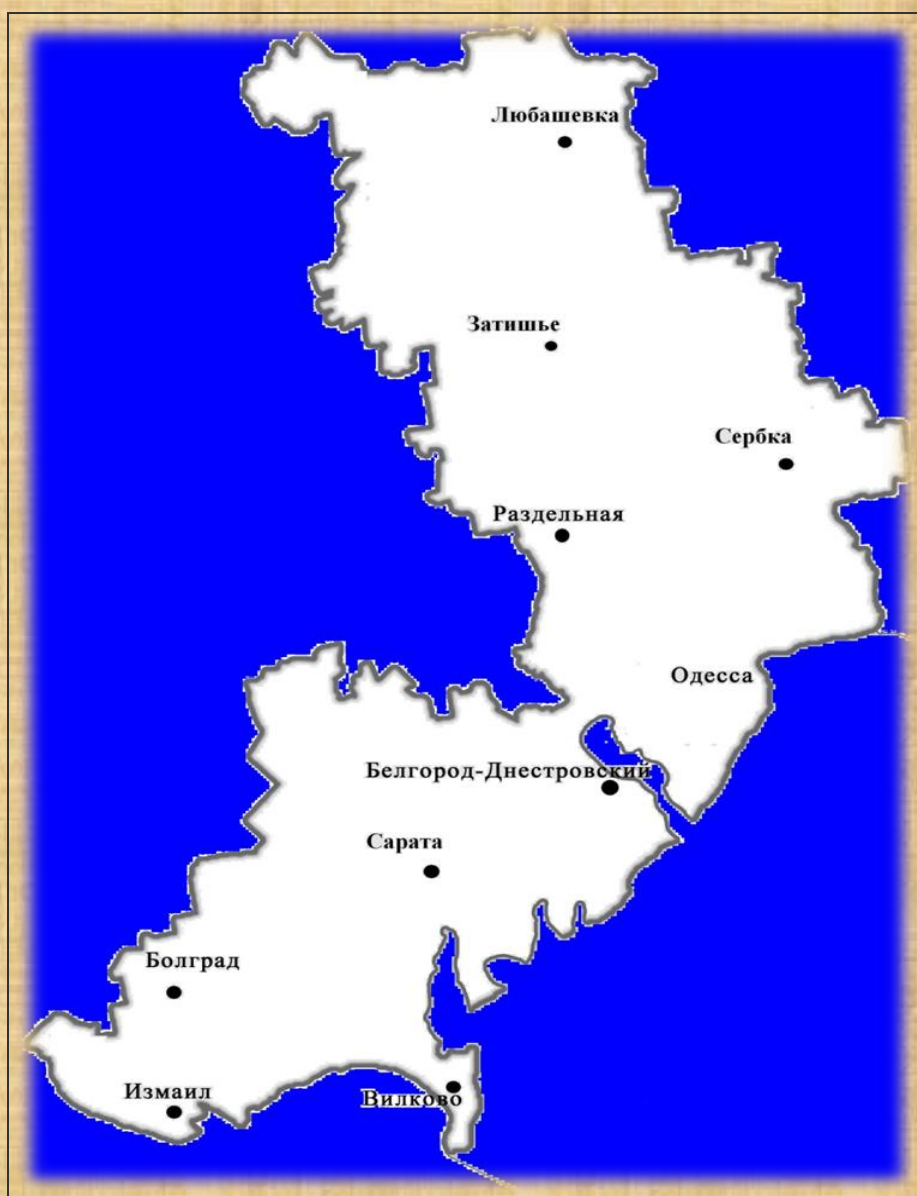 Любашевка
Затишье
Сербка
Раздельная
Одесса
Белгород-Днестровский
Сарата
Болград
Измаил
Вилково